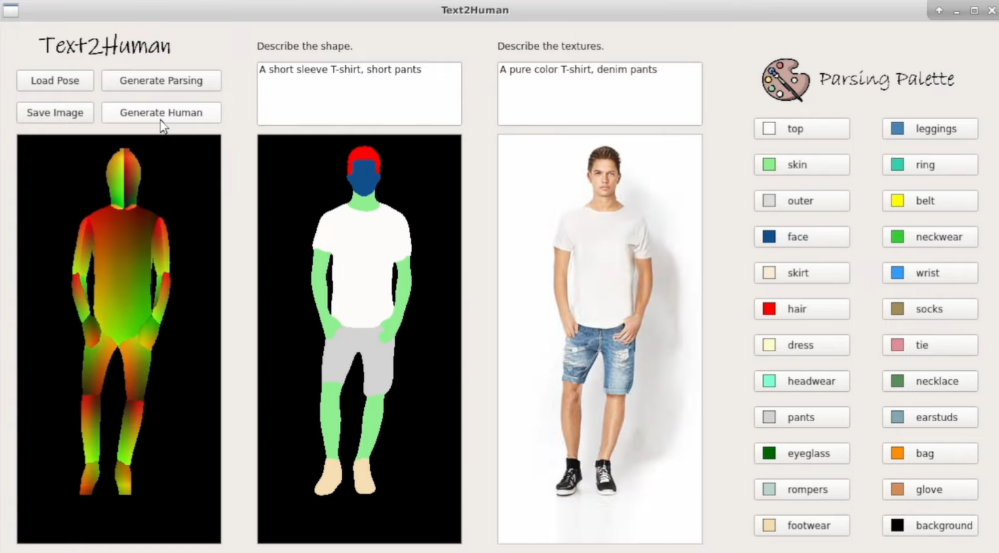 Text2Human
Text2Human
Load Pose
Generate Parsing
Save Image
Generate Human
Describe the shape.
A short sleeve T-shirt, short pants
Describe the textures.
A pure color T-shirt, denim pants
Parsing Palette
top
leggings
skin
ring
outer
belt
face
neckwear
skirt
wrist
hair
socks
dress
tie
headwear
necklace
pants
earstuds
eyeglass
bag
rompers
glove
footwear
background